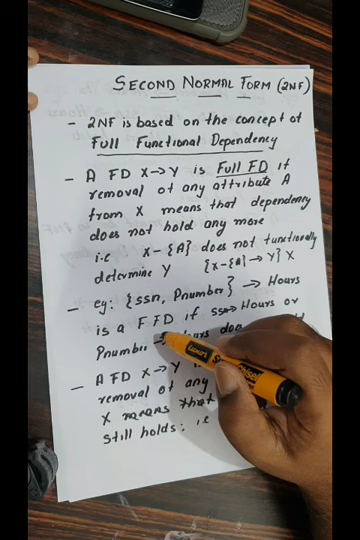 SECOND NORMAL FORM (2NF)
- 2NF is based on the concept of
Full Functional Dependency
- A FD X→Y is Full FD if
removal of any attribute A
from X means that dependency
does not hold any more
i.e X-{A} does not functionally
determine Y {X-{A} → Y} X
- eg: {ssn, Pnumber} → Hours
is a FFD if ssn→Hours or
Pnumber
- A FD X→Y
removal of any
X means that
still holds: i.e